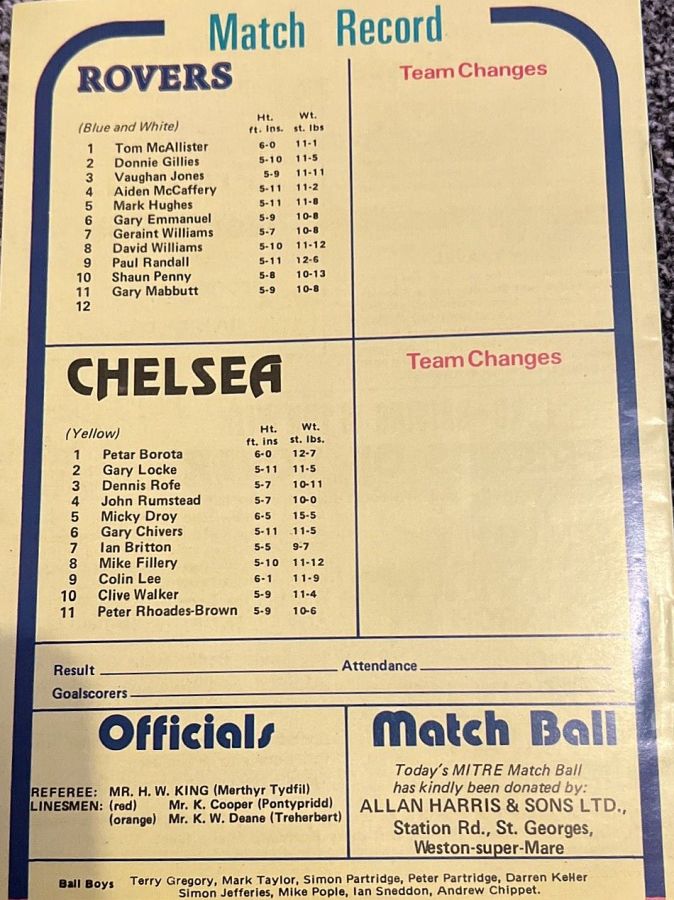 Match Record
ROVERS
Team Changes
(Blue and White)
Ht. Wt.
ft. Ins. st. lbs
1 Tom McAllister 6-0 11-1
2 Donnie Gillies 5-10 11-5
3 Vaughan Jones 5-9 11-11
4 Aiden McCaffery 5-11 11-2
5 Mark Hughes 5-11 11-8
6 Gary Emmanuel 5-9 10-8
7 Geraint Williams 5-7 10-8
8 David Williams 5-10 11-12
9 Paul Randall 5-11 12-6
10 Shaun Penny 5-8 10-13
11 Gary Mabbutt 5-9 10-8
12
CHELSEA
Team Changes
(Yellow)
Ht. Wt.
ft. ins st. lbs.
1 Petar Borota 6-0 12-7
2 Gary Locke 5-11 11-5
3 Dennis Rofe 5-7 10-11
4 John Rumstead 5-7 10-0
5 Micky Droy 6-5 15-5
6 Gary Chivers 5-11 11-5
7 Ian Britton 5-5 9-7
8 Mike Fillery 5-10 11-12
9 Colin Lee 6-1 11-9
10 Clive Walker 5-9 11-4
11 Peter Rhoades-Brown 5-9 10-6
Result Attendance
Goalscorers
Officials
REFEREE: MR. H. W. KING (Merthyr Tydfil)
LINESMEN: (red) Mr. K. Cooper (Pontypridd)
(orange) Mr. K. W. Deane (Treherbert)
Match Ball
Today's MITRE Match Ball
has kindly been donated by:
ALLAN HARRIS & SONS LTD.,
Station Rd., St. Georges,
Weston-super-Mare
Ball Boys Terry Gregory, Mark Taylor, Simon Partridge, Peter Partridge, Darren Keller
Simon Jefferies, Mike Pople, Ian Sneddon, Andrew Chippet.